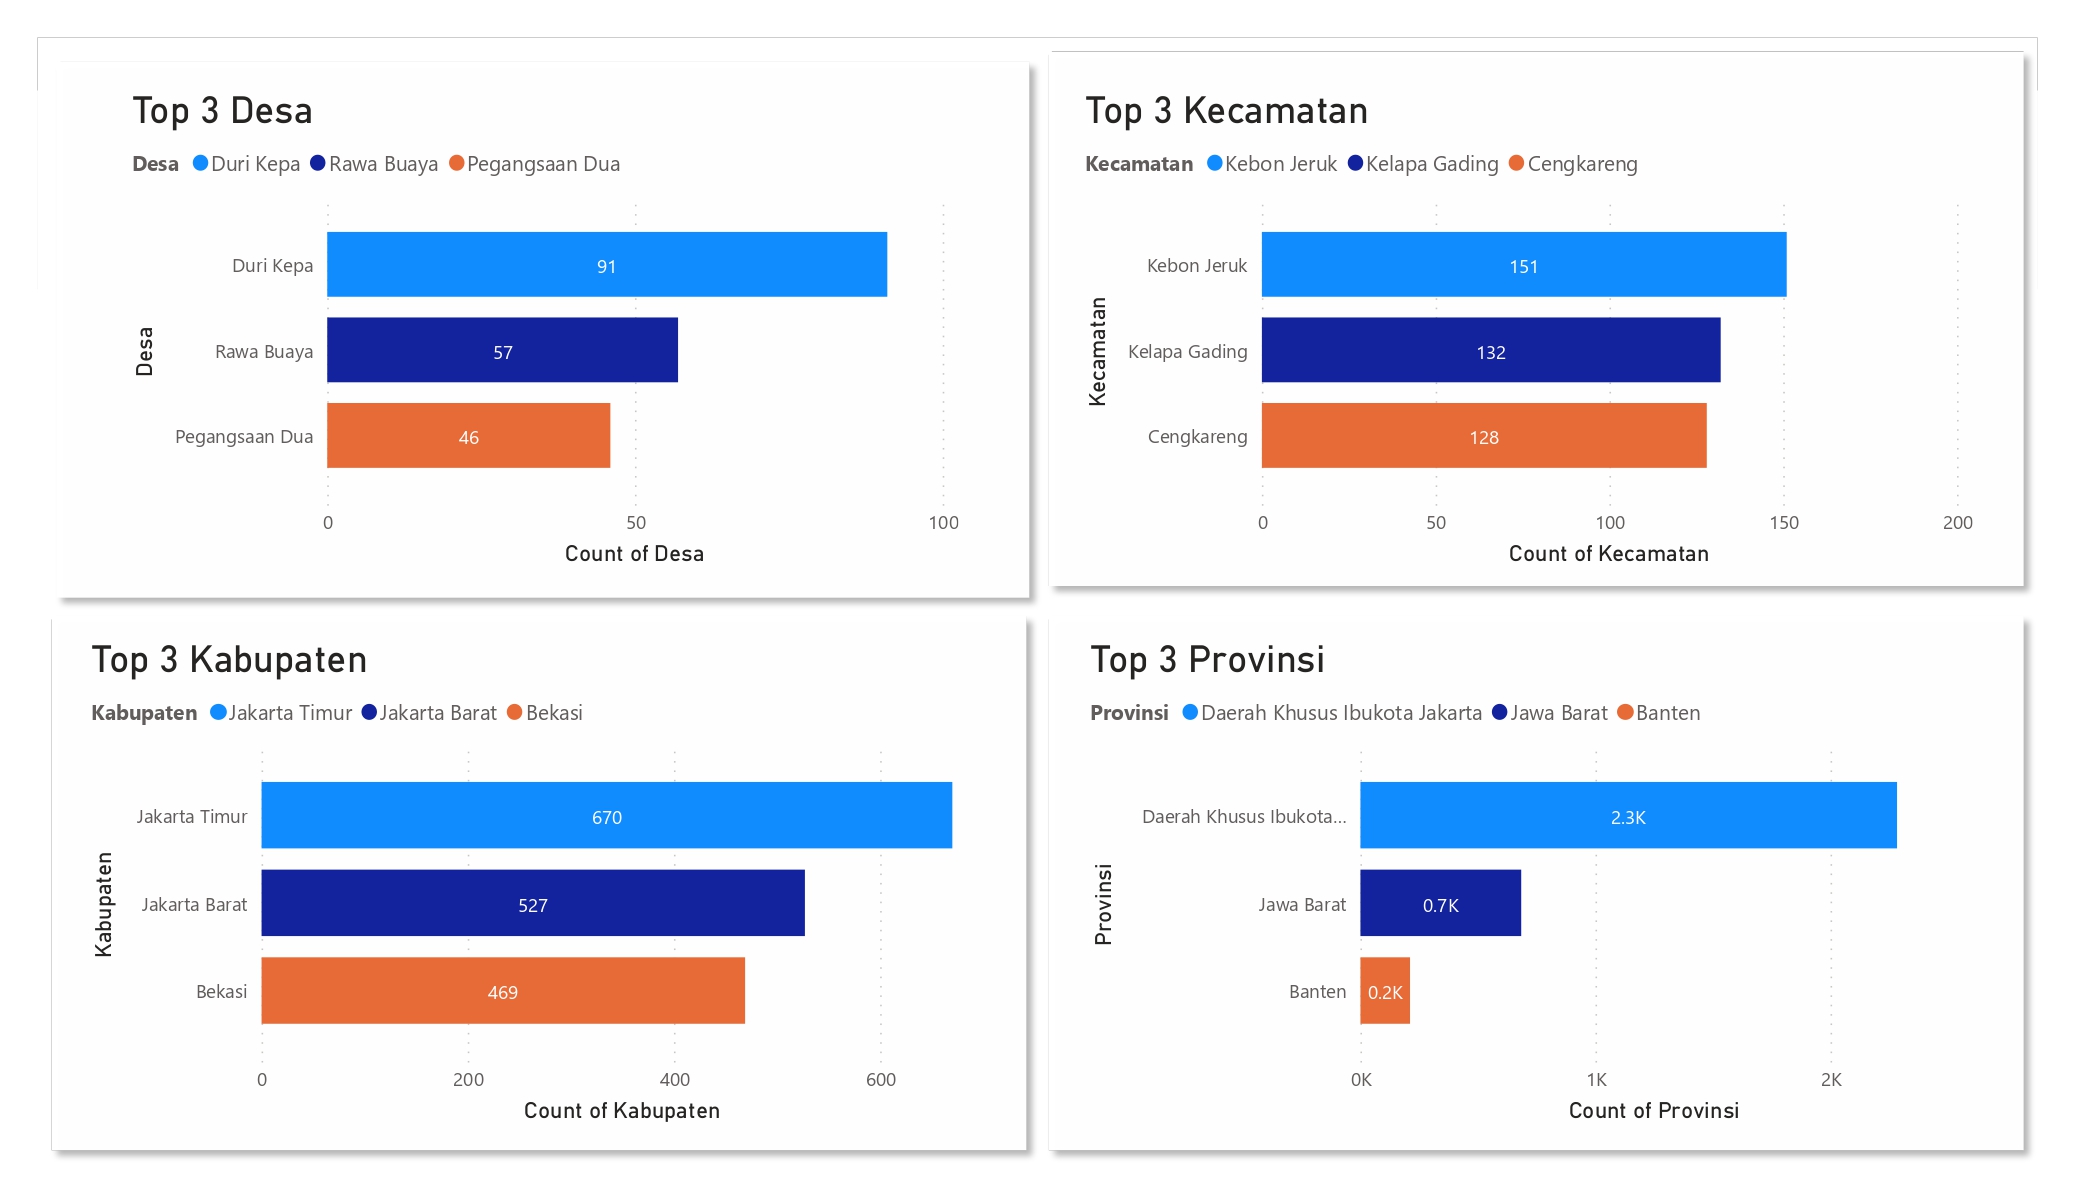 Top 3 Desa
Desa Duri Kepa Rawa Buaya Pegangsaan Dua
Desa
Duri Kepa 91
Rawa Buaya 57
Pegangsaan Dua 46
0 50 100
Count of Desa
Top 3 Kecamatan
Kecamatan Kebon Jeruk Kelapa Gading Cengkareng
Kecamatan
Kebon Jeruk 151
Kelapa Gading 132
Cengkareng 128
0 50 100 150 200
Count of Kecamatan
Top 3 Kabupaten
Kabupaten Jakarta Timur Jakarta Barat Bekasi
Kabupaten
Jakarta Timur 670
Jakarta Barat 527
Bekasi 469
0 200 400 600
Count of Kabupaten
Top 3 Provinsi
Provinsi Daerah Khusus Ibukota Jakarta Jawa Barat Banten
Provinsi
Daerah Khusus Ibukota... 2.3K
Jawa Barat 0.7K
Banten 0.2K
0K 1K 2K
Count of Provinsi